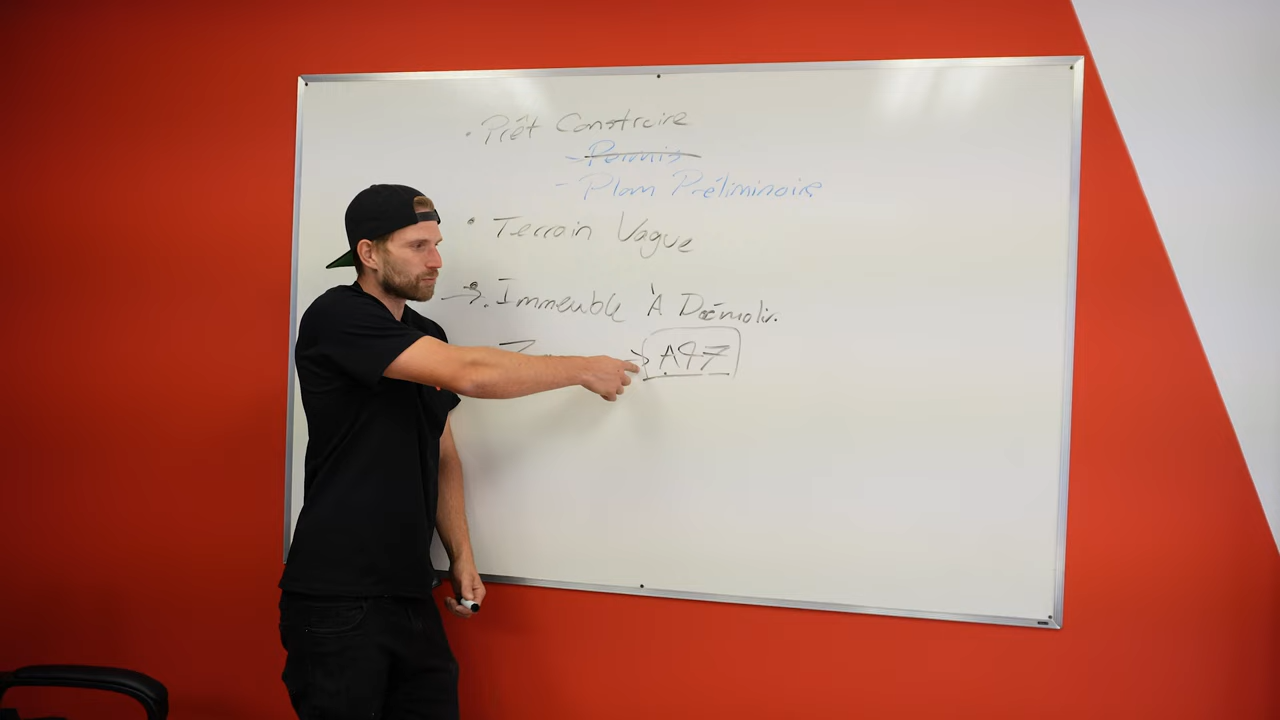 • Prêt Construire
- Permis
- Plan Préliminaire
• Terrain Vague
→ • Immeuble À Démolir.
→ A47